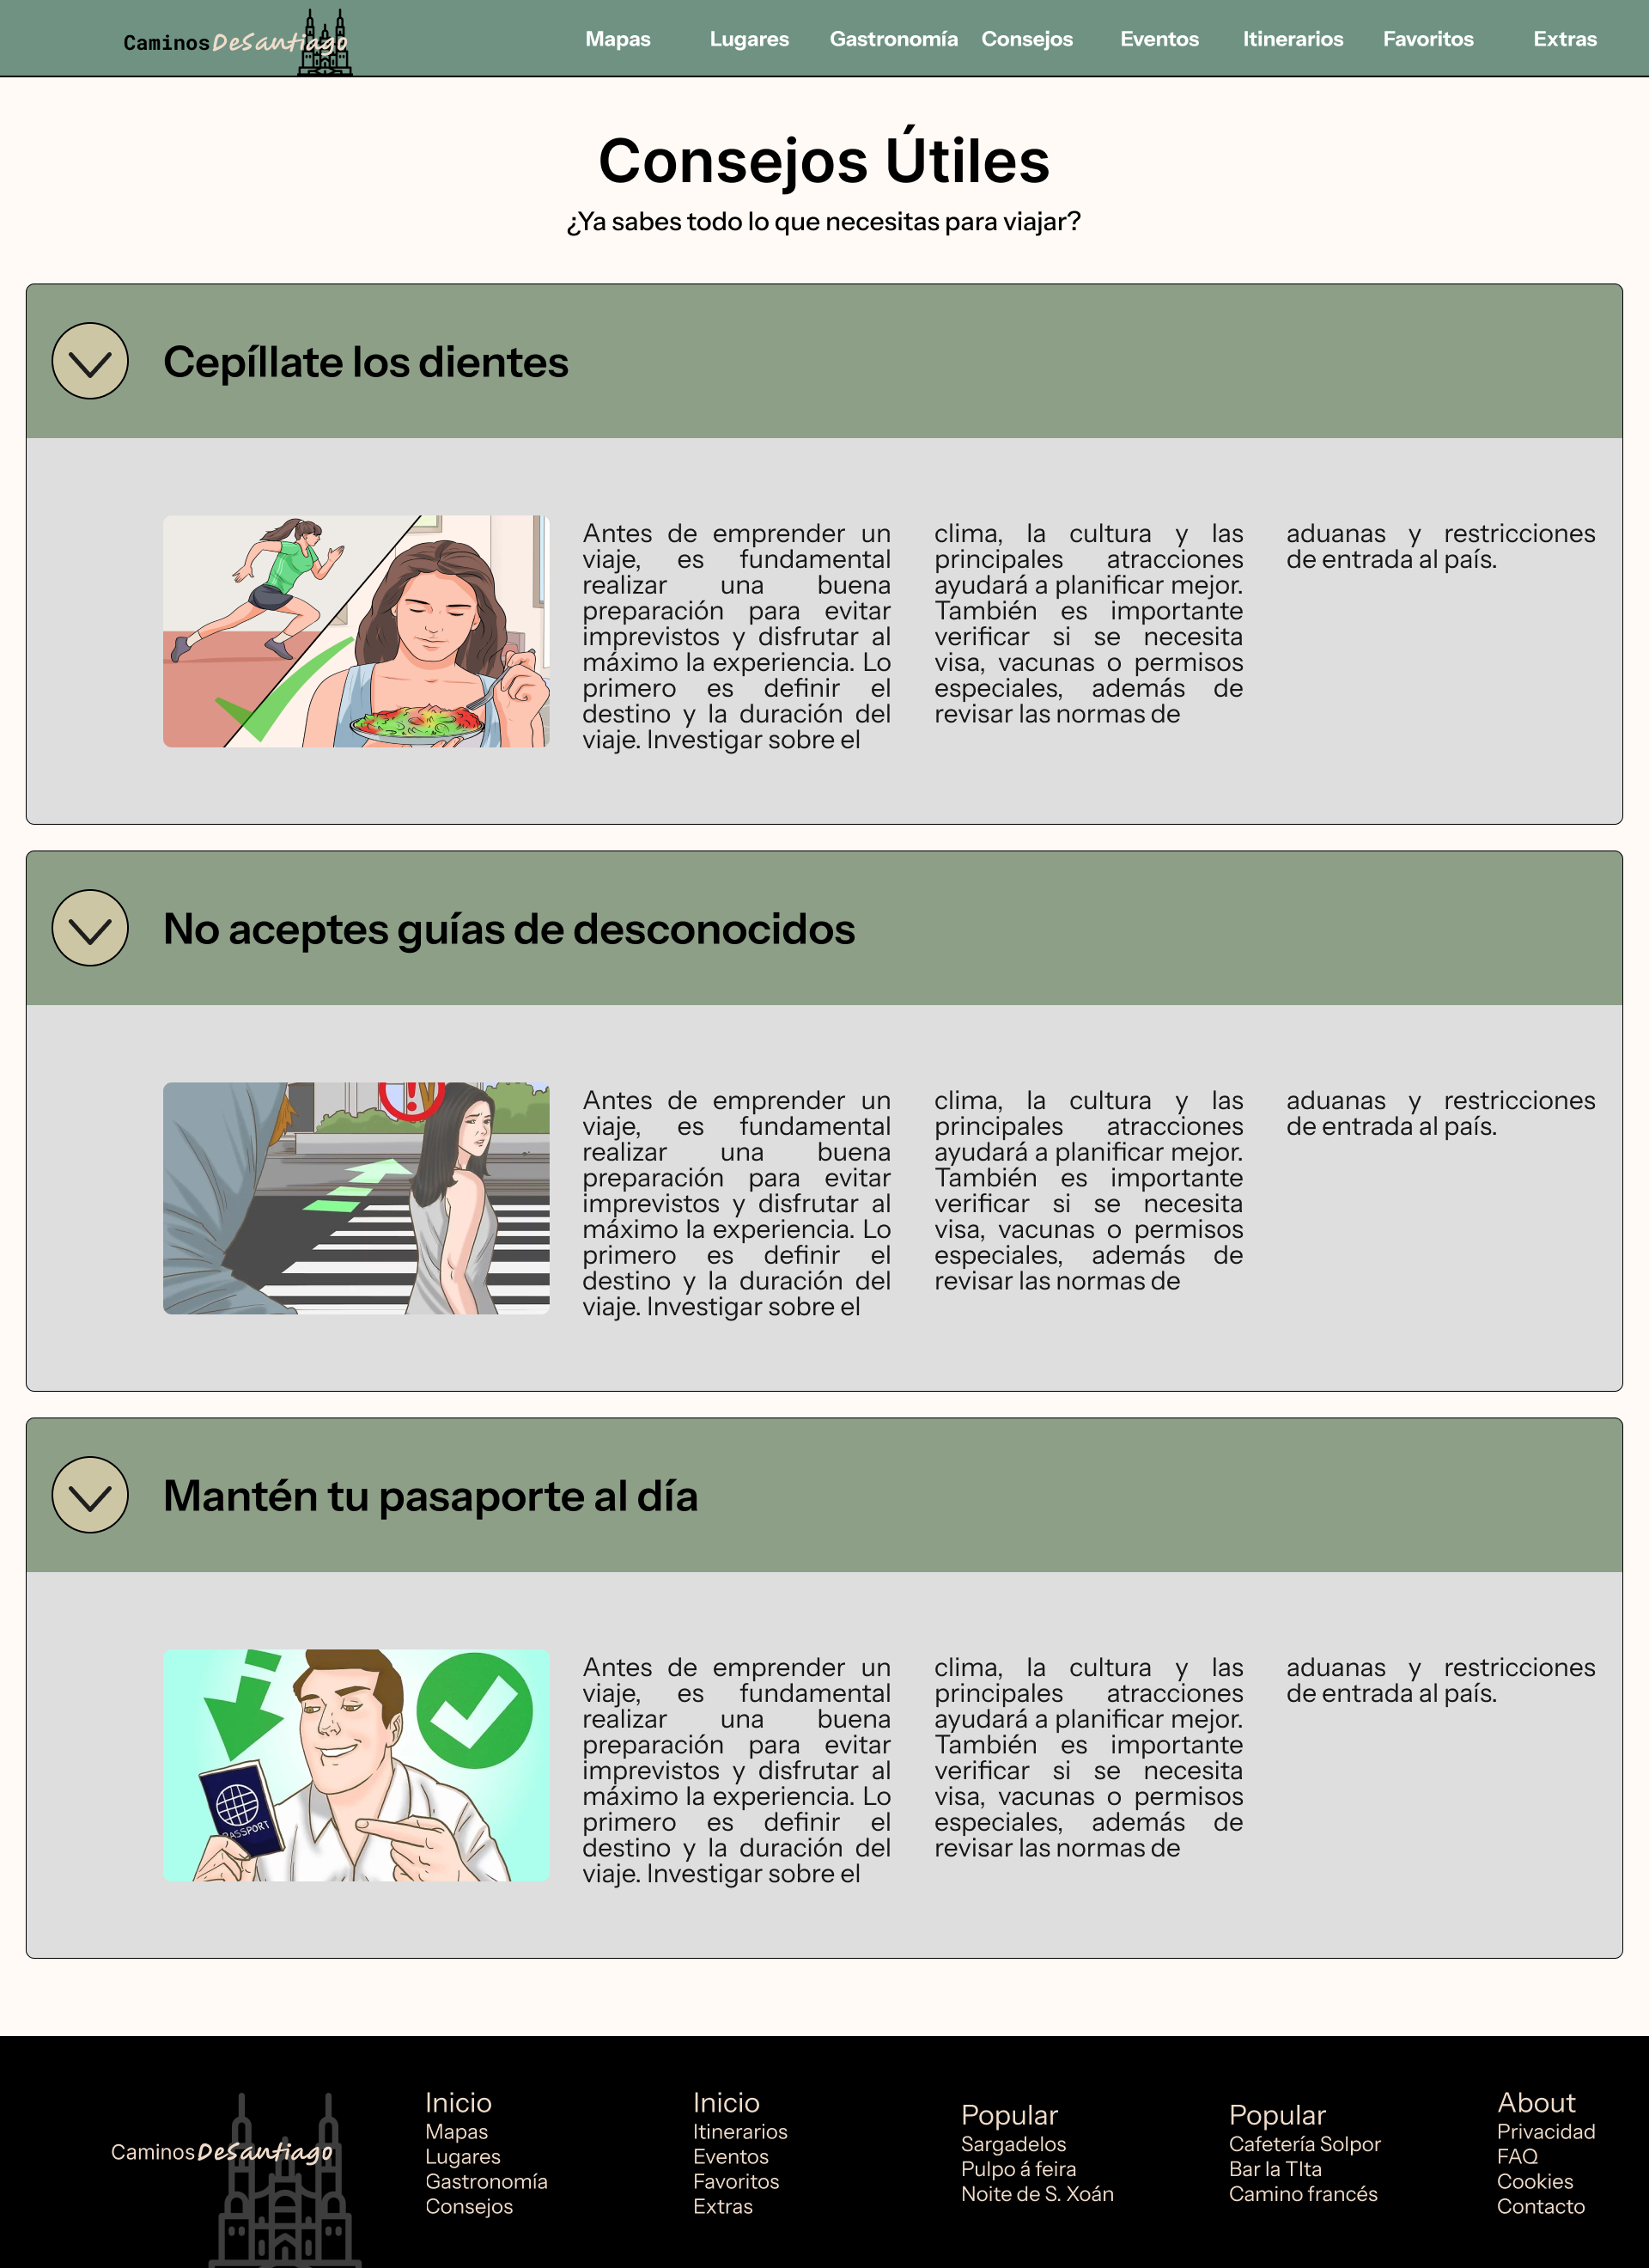 CaminosDeSantiago
Mapas Lugares Gastronomía Consejos Eventos Itinerarios Favoritos Extras
Consejos Útiles
¿Ya sabes todo lo que necesitas para viajar?
Cepíllate los dientes
Antes de emprender un
viaje, es fundamental
realizar una buena
preparación para evitar
imprevistos y disfrutar al
máximo la experiencia. Lo
primero es definir el
destino y la duración del
viaje. Investigar sobre el
clima, la cultura y las
principales atracciones
ayudará a planificar mejor.
También es importante
verificar si se necesita
visa, vacunas o permisos
especiales, además de
revisar las normas de
aduanas y restricciones
de entrada al país.
No aceptes guías de desconocidos
Antes de emprender un
viaje, es fundamental
realizar una buena
preparación para evitar
imprevistos y disfrutar al
máximo la experiencia. Lo
primero es definir el
destino y la duración del
viaje. Investigar sobre el
clima, la cultura y las
principales atracciones
ayudará a planificar mejor.
También es importante
verificar si se necesita
visa, vacunas o permisos
especiales, además de
revisar las normas de
aduanas y restricciones
de entrada al país.
Mantén tu pasaporte al día
PASSPORT
Antes de emprender un
viaje, es fundamental
realizar una buena
preparación para evitar
imprevistos y disfrutar al
máximo la experiencia. Lo
primero es definir el
destino y la duración del
viaje. Investigar sobre el
clima, la cultura y las
principales atracciones
ayudará a planificar mejor.
También es importante
verificar si se necesita
visa, vacunas o permisos
especiales, además de
revisar las normas de
aduanas y restricciones
de entrada al país.
CaminosDeSantiago
Inicio
Mapas
Lugares
Gastronomía
Consejos
Inicio
Itinerarios
Eventos
Favoritos
Extras
Popular
Sargadelos
Pulpo á feira
Noite de S. Xoán
Popular
Cafetería Solpor
Bar la TIta
Camino francés
About
Privacidad
FAQ
Cookies
Contacto